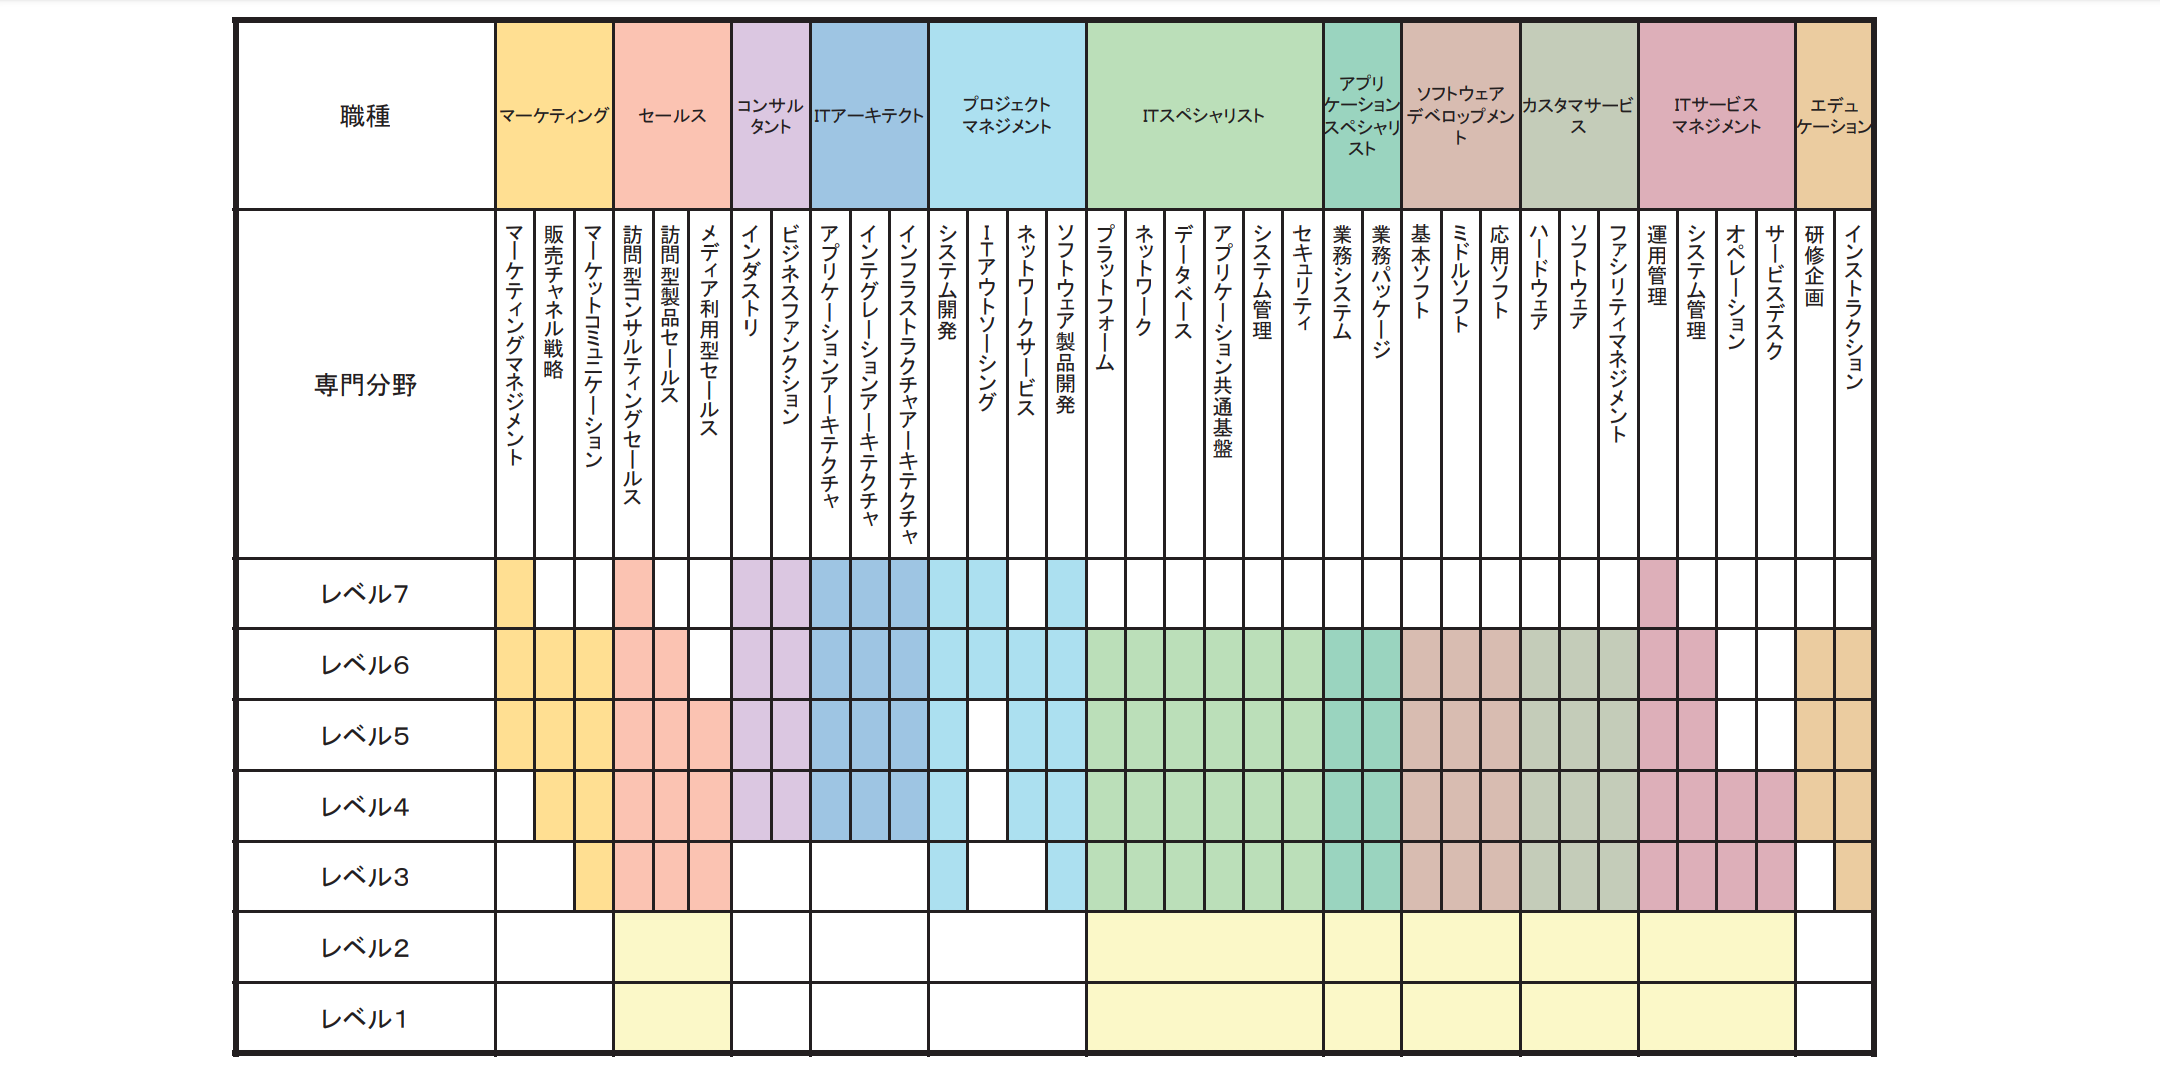 職種
マーケティング
セールス
コンサル
タント
ITアーキテクト
プロジェクト
マネジメント
ITスペシャリスト
アプリ
ケーション
スペシャリ
スト
ソフトウェア
デベロップメン
ト
カスタマサービ
ス
ITサービス
マネジメント
エデュ
ケーション
専門分野
マーケティングマネジメント
販売チャネル戦略
マーケットコミュニケーション
訪問型コンサルティングセールス
訪問型製品セールス
メディア利用型セールス
インダストリ
ビジネスファンクション
アプリケーションアーキテクチャ
インテグレーションアーキテクチャ
インフラストラクチャアーキテクチャ
システム開発
ITアウトソーシング
ネットワークサービス
ソフトウェア製品開発
プラットフォーム
ネットワーク
データベース
アプリケーション共通基盤
システム管理
セキュリティ
業務システム
業務パッケージ
基本ソフト
ミドルソフト
応用ソフト
ハードウェア
ソフトウェア
ファシリティマネジメント
運用管理
システム管理
オペレーション
サービスデスク
研修企画
インストラクション
レベル7
レベル6
レベル5
レベル4
レベル3
レベル2
レベル1